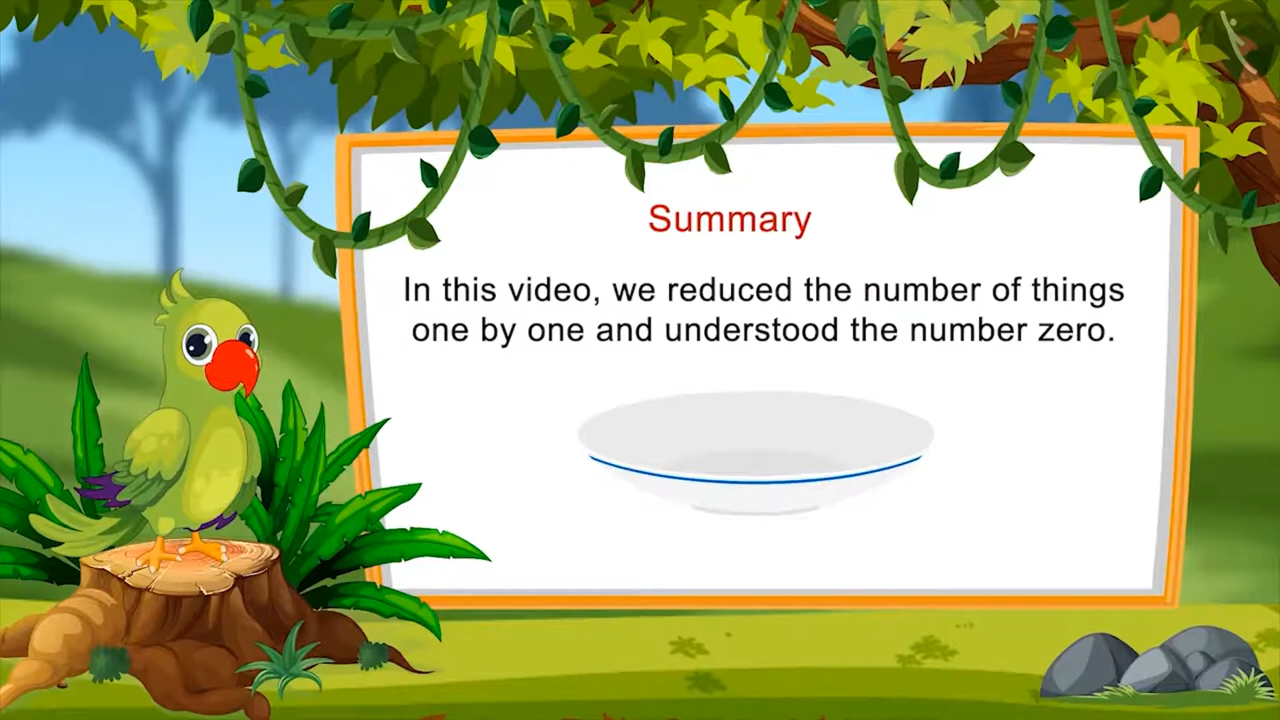 Summary
In this video, we reduced the number of things
one by one and understood the number zero.